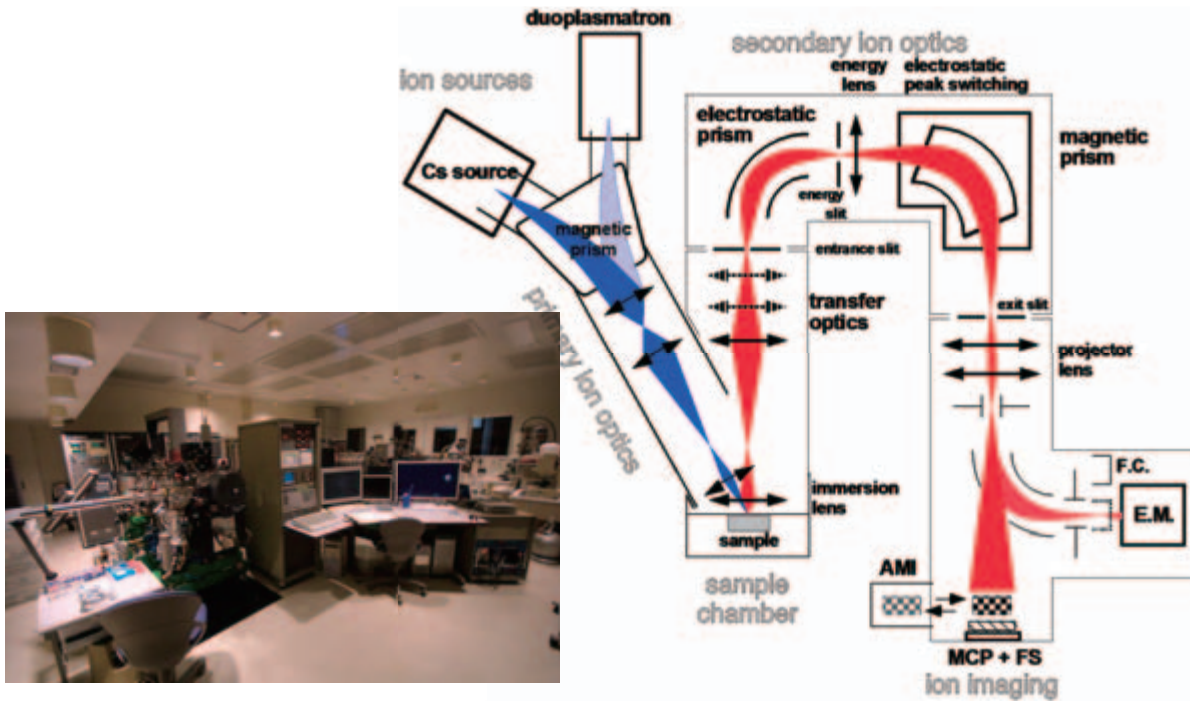 duoplasmatron
ion sources
Cs source
magnetic
prism
primary ion optics
secondary ion optics
energy
lens
electrostatic
peak switching
electrostatic
prism
magnetic
prism
energy
slit
entrance slit
transfer
optics
exit slit
projector
lens
immersion
lens
sample
sample
chamber
F.C.
E.M.
AMI
MCP + FS
ion imaging